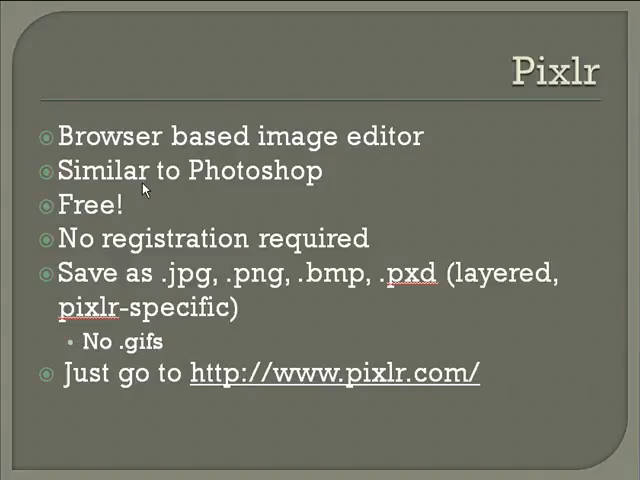 Pixlr
Browser based image editor
Similar to Photoshop
Free!
No registration required
Save as .jpg, .png, .bmp, .pxd (layered,
pixlr-specific)
No .gifs
Just go to http://www.pixlr.com/